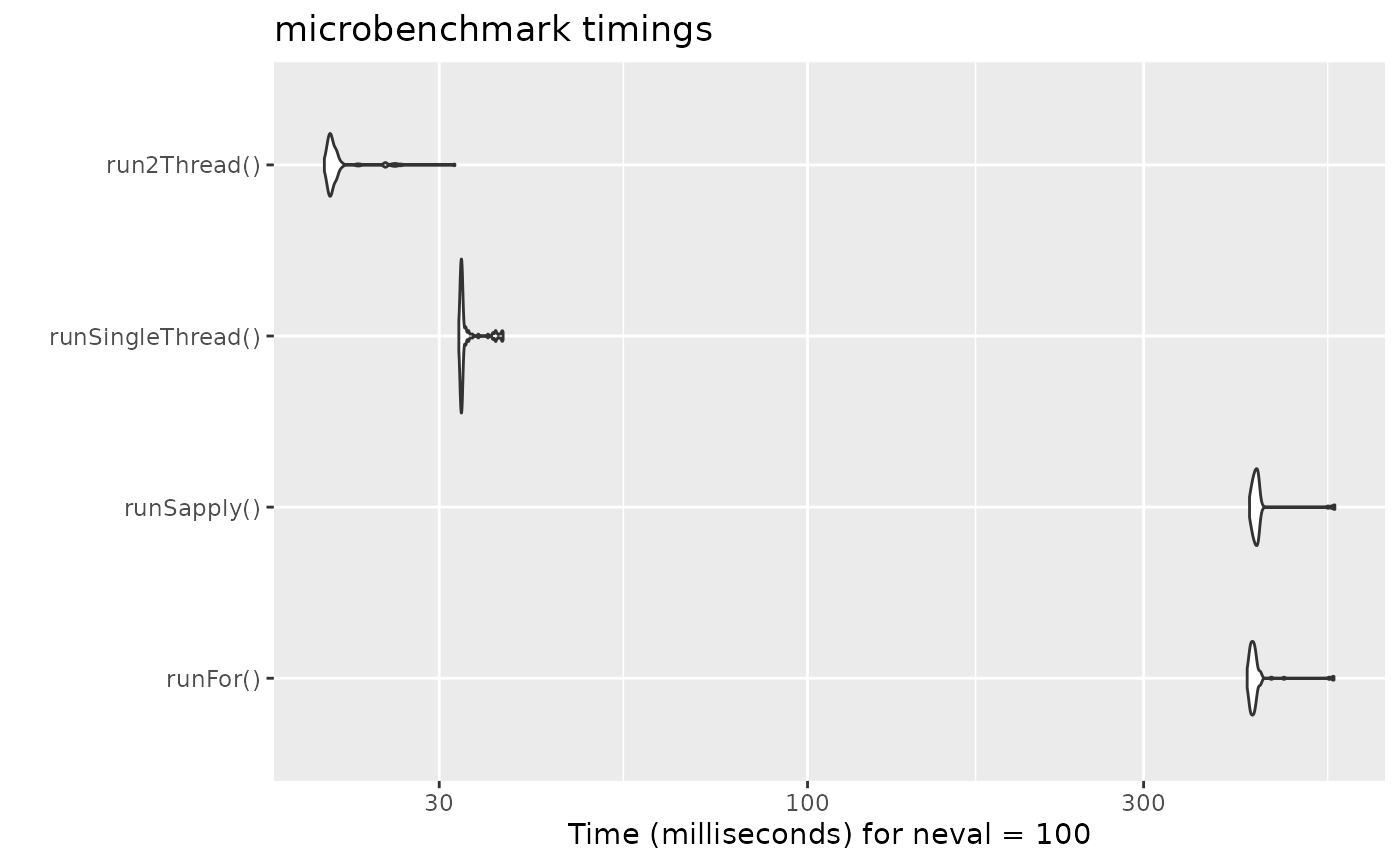 microbenchmark timings
run2Thread()
runSingleThread()
runSapply()
runFor()
30
100
300
Time (milliseconds) for neval = 100